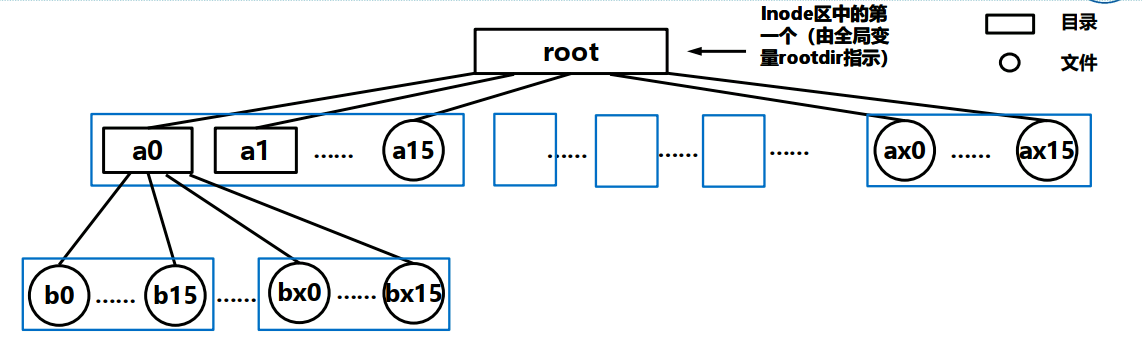 Inode区中的第
一个（由全局变
量rootdir指示）
目录
文件
root
a0 a1 …… a15 …… …… …… ax0 …… ax15
b0 …… b15 …… bx0 …… bx15